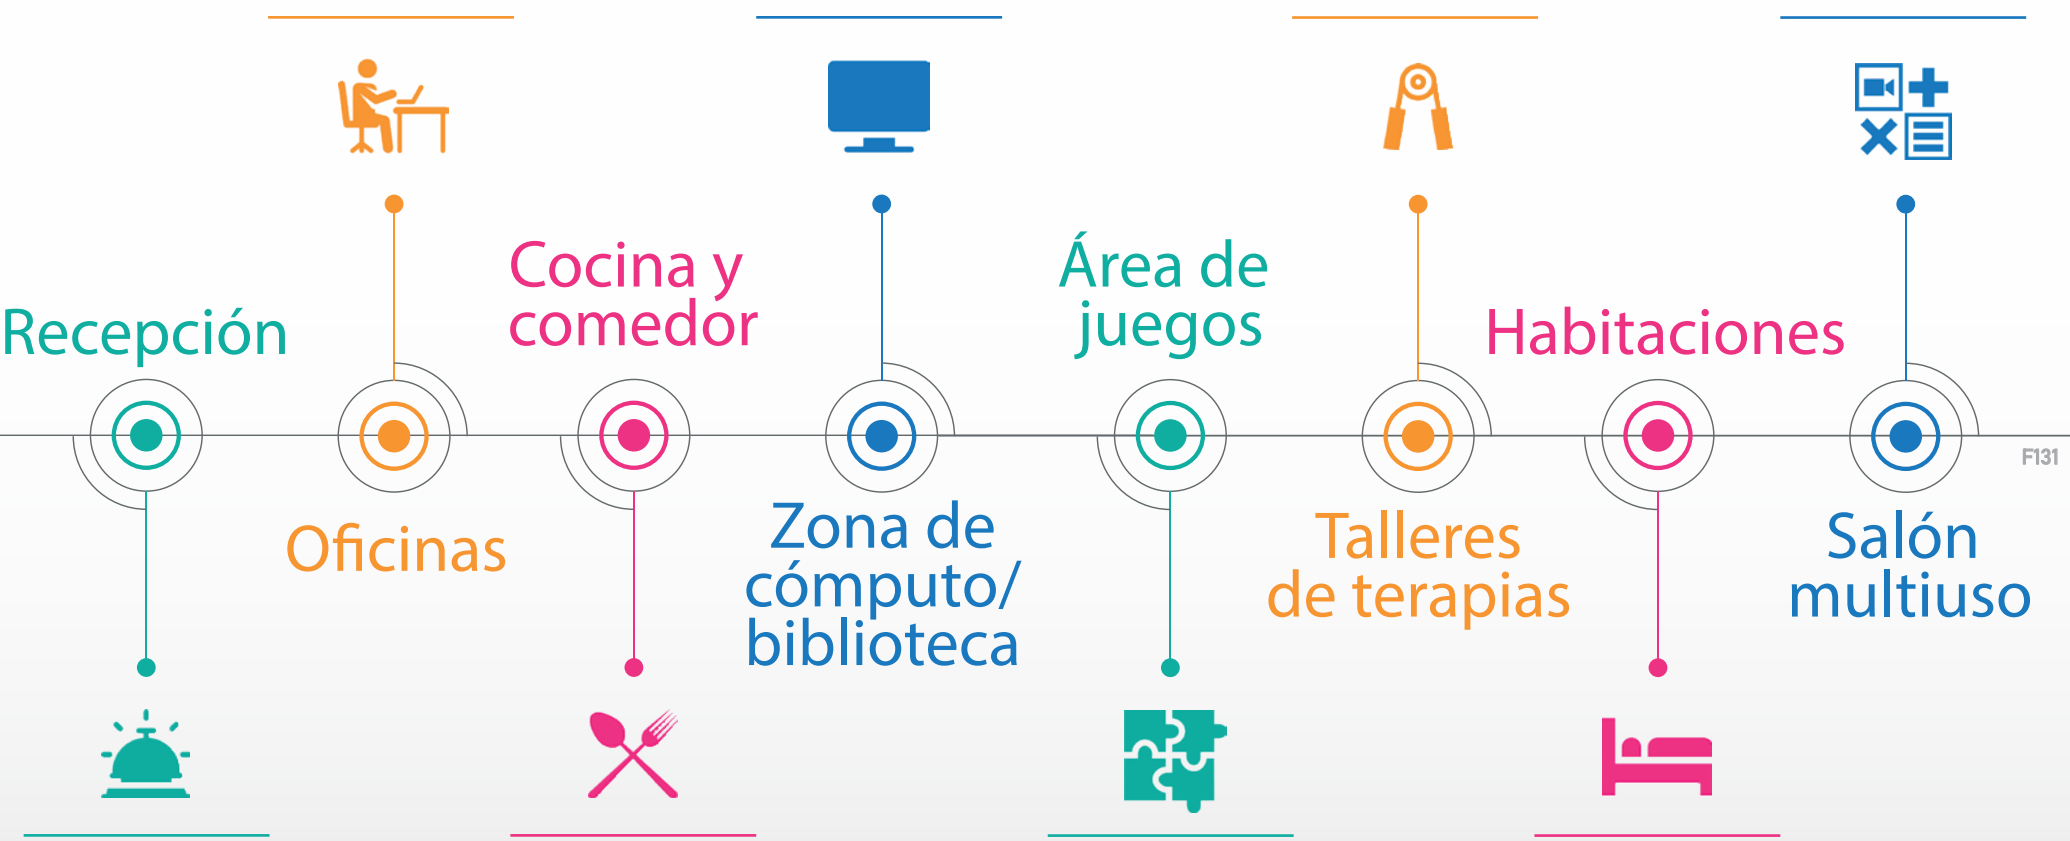 Recepción
Oficinas
Cocina y
comedor
Zona de
cómputo/
biblioteca
Área de
juegos
Talleres
de terapias
Habitaciones
Salón
multiuso
F131